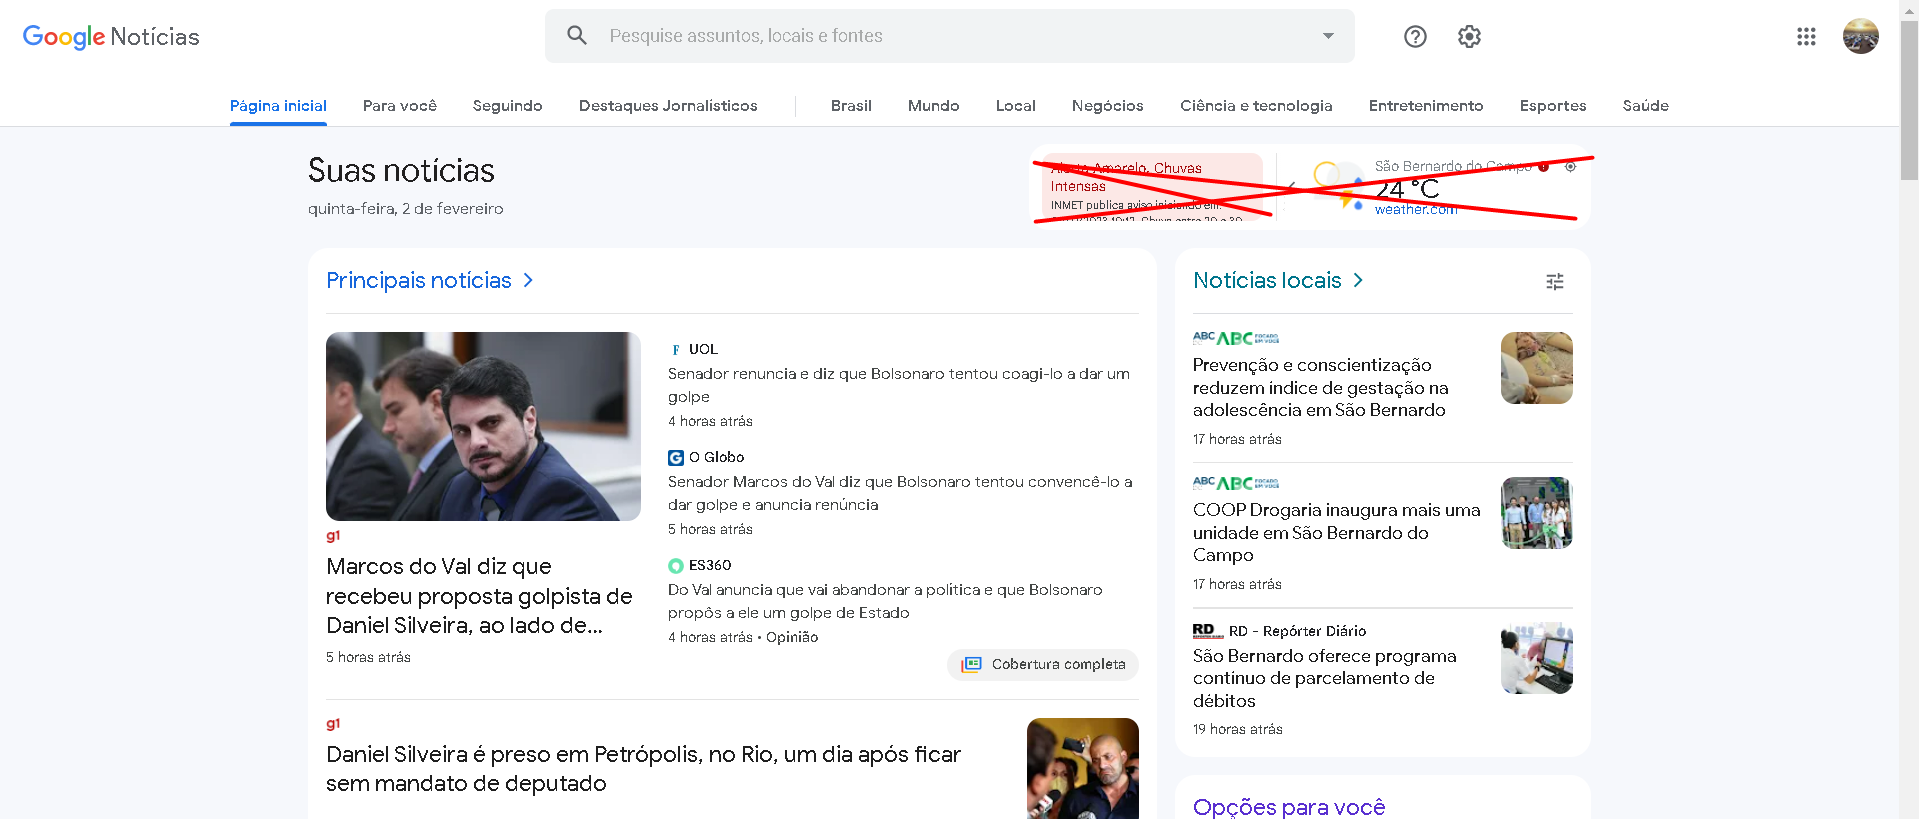 Google Notícias
Pesquise assuntos, locais e fontes
Página inicial
Para você
Seguindo
Destaques Jornalísticos
Brasil
Mundo
Local
Negócios
Ciência e tecnologia
Entretenimento
Esportes
Saúde
Suas notícias
quinta-feira, 2 de fevereiro
Alerta Amarelo, Chuvas
Intensas
INMET publica aviso iniciando em:
São Bernardo do Campo
24 °C
weather.com
Principais notícias
g1
Marcos do Val diz que
recebeu proposta golpista de
Daniel Silveira, ao lado de...
5 horas atrás
UOL
Senador renuncia e diz que Bolsonaro tentou coagi-lo a dar um
golpe
4 horas atrás
O Globo
Senador Marcos do Val diz que Bolsonaro tentou convencê-lo a
dar golpe e anuncia renúncia
5 horas atrás
ES360
Do Val anuncia que vai abandonar a política e que Bolsonaro
propôs a ele um golpe de Estado
4 horas atrás • Opinião
Cobertura completa
g1
Daniel Silveira é preso em Petrópolis, no Rio, um dia após ficar
sem mandato de deputado
Notícias locais
ABC ABC FOCADO EM VOCÊ
Prevenção e conscientização
reduzem índice de gestação na
adolescência em São Bernardo
17 horas atrás
ABC ABC FOCADO EM VOCÊ
COOP Drogaria inaugura mais uma
unidade em São Bernardo do
Campo
17 horas atrás
RD RD - Repórter Diário
São Bernardo oferece programa
contínuo de parcelamento de
débitos
19 horas atrás
Opções para você